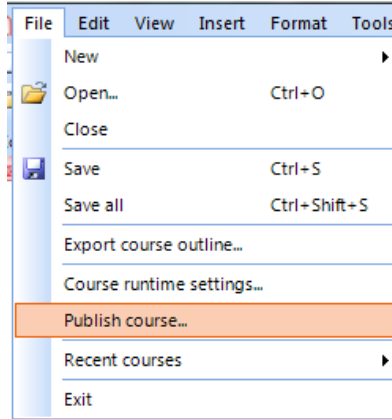 File Edit View Insert Format Tools
New
Open... Ctrl+O
Close
Save Ctrl+S
Save all Ctrl+Shift+S
Export course outline...
Course runtime settings...
Publish course...
Recent courses
Exit